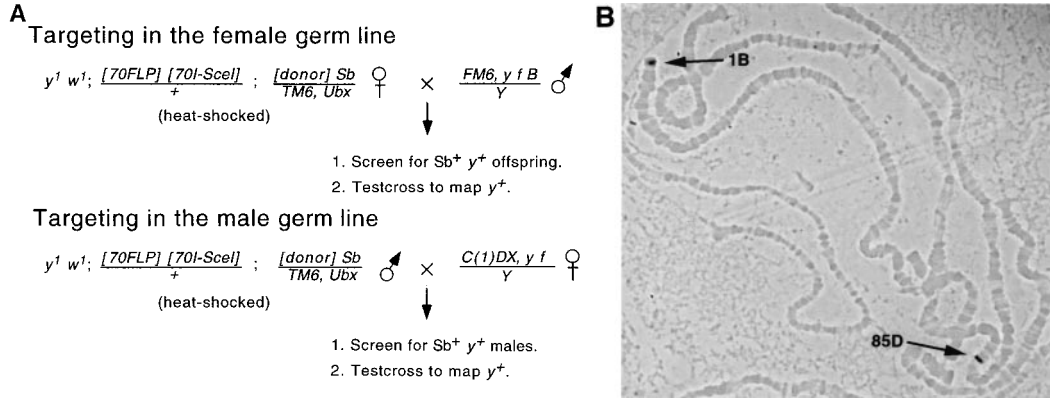 A
Targeting in the female germ line
y¹ w¹; [70FLP] [70I-SceI] / + ; [donor] Sb / TM6, Ubx ♀ × FM6, y f B / Y ♂
(heat-shocked)
1. Screen for Sb⁺ y⁺ offspring.
2. Testcross to map y⁺.
Targeting in the male germ line
y¹ w¹; [70FLP] [70I-SceI] / + ; [donor] Sb / TM6, Ubx ♂ × C(1)DX, y f / Y ♀
(heat-shocked)
1. Screen for Sb⁺ y⁺ males.
2. Testcross to map y⁺.
B
1B
85D